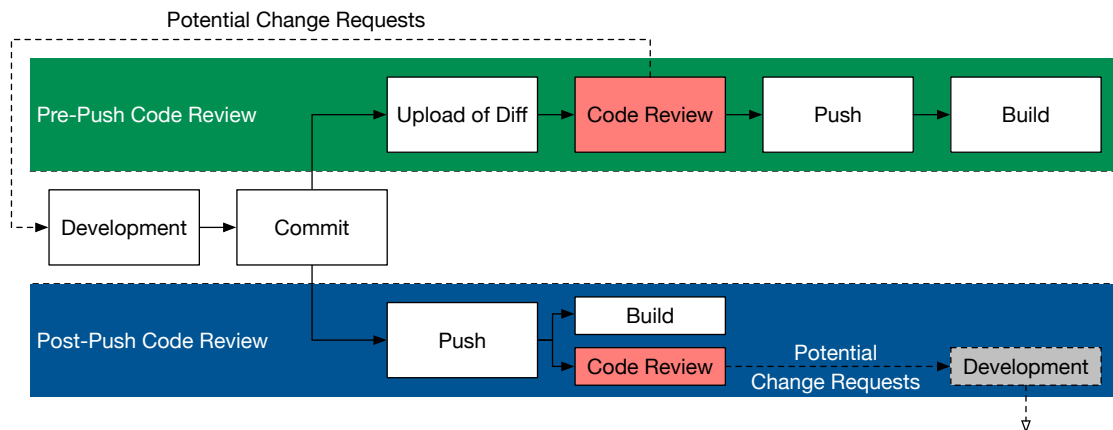 Potential Change Requests
Pre-Push Code Review
Upload of Diff
Code Review
Push
Build
Development
Commit
Post-Push Code Review
Push
Build
Code Review
Potential
Change Requests
Development